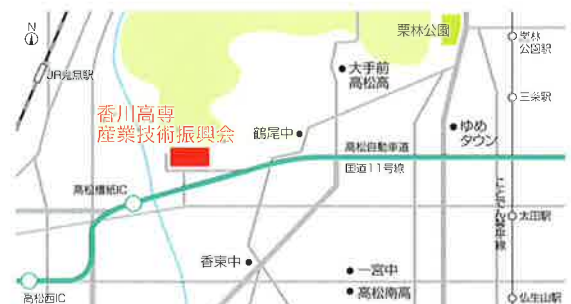 N
栗林公園
栗林
公園駅
JR鬼無駅
大手前
高松高
三条駅
香川高専
産業技術振興会
鶴尾中
ゆめ
タウン
高松自動車道
国道11号線
高松檀紙IC
ことでん琴平線
太田駅
香東中
一宮中
高松南高
高松西IC
仏生山駅